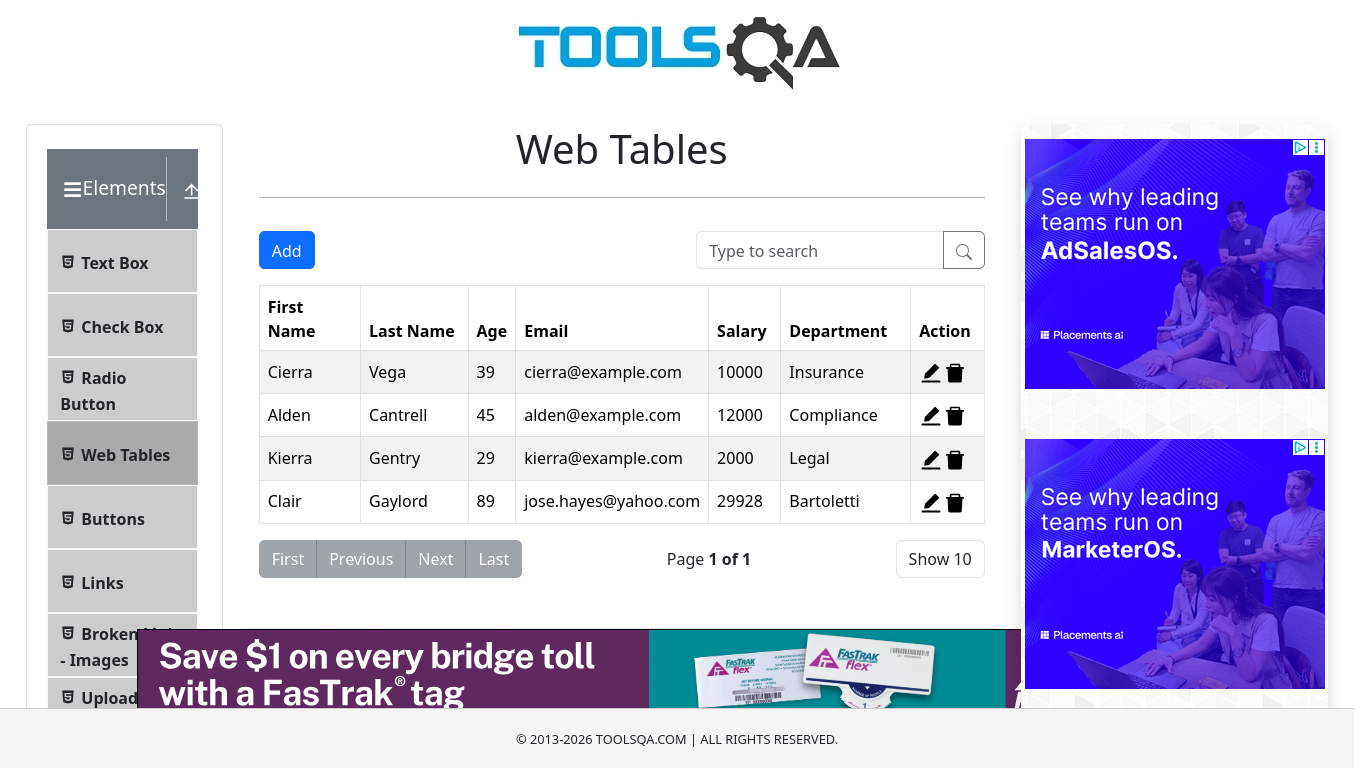 TOOLSQA
Elements
Text Box
Check Box
Radio
Button
Web Tables
Buttons
Links
Broken
- Images
Upload
Web Tables
Add
Type to search
First
Name Last Name Age Email Salary Department Action
Cierra Vega 39 cierra@example.com 10000 Insurance
Alden Cantrell 45 alden@example.com 12000 Compliance
Kierra Gentry 29 kierra@example.com 2000 Legal
Clair Gaylord 89 jose.hayes@yahoo.com 29928 Bartoletti
First Previous Next Last Page 1 of 1 Show 10
See why leading
teams run on
AdSalesOS.
Placements ai
See why leading
teams run on
MarketerOS.
Placements ai
Save $1 on every bridge toll
with a FasTrak® tag
FASTRAK
flex
FASTRAK
flex
© 2013-2026 TOOLSQA.COM | ALL RIGHTS RESERVED.